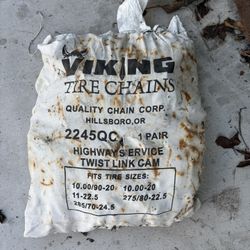 VIKING
TIRE CHAINS
QUALITY CHAIN CORP.
HILLSBORO, OR
2245QC 1 PAIR
HIGHWAY SERVICE
TWIST LINK CAM
FITS TIRE SIZES:
10.00/90-20 10.00-20
11-22.5 275/80-22.5
285/70-24.5